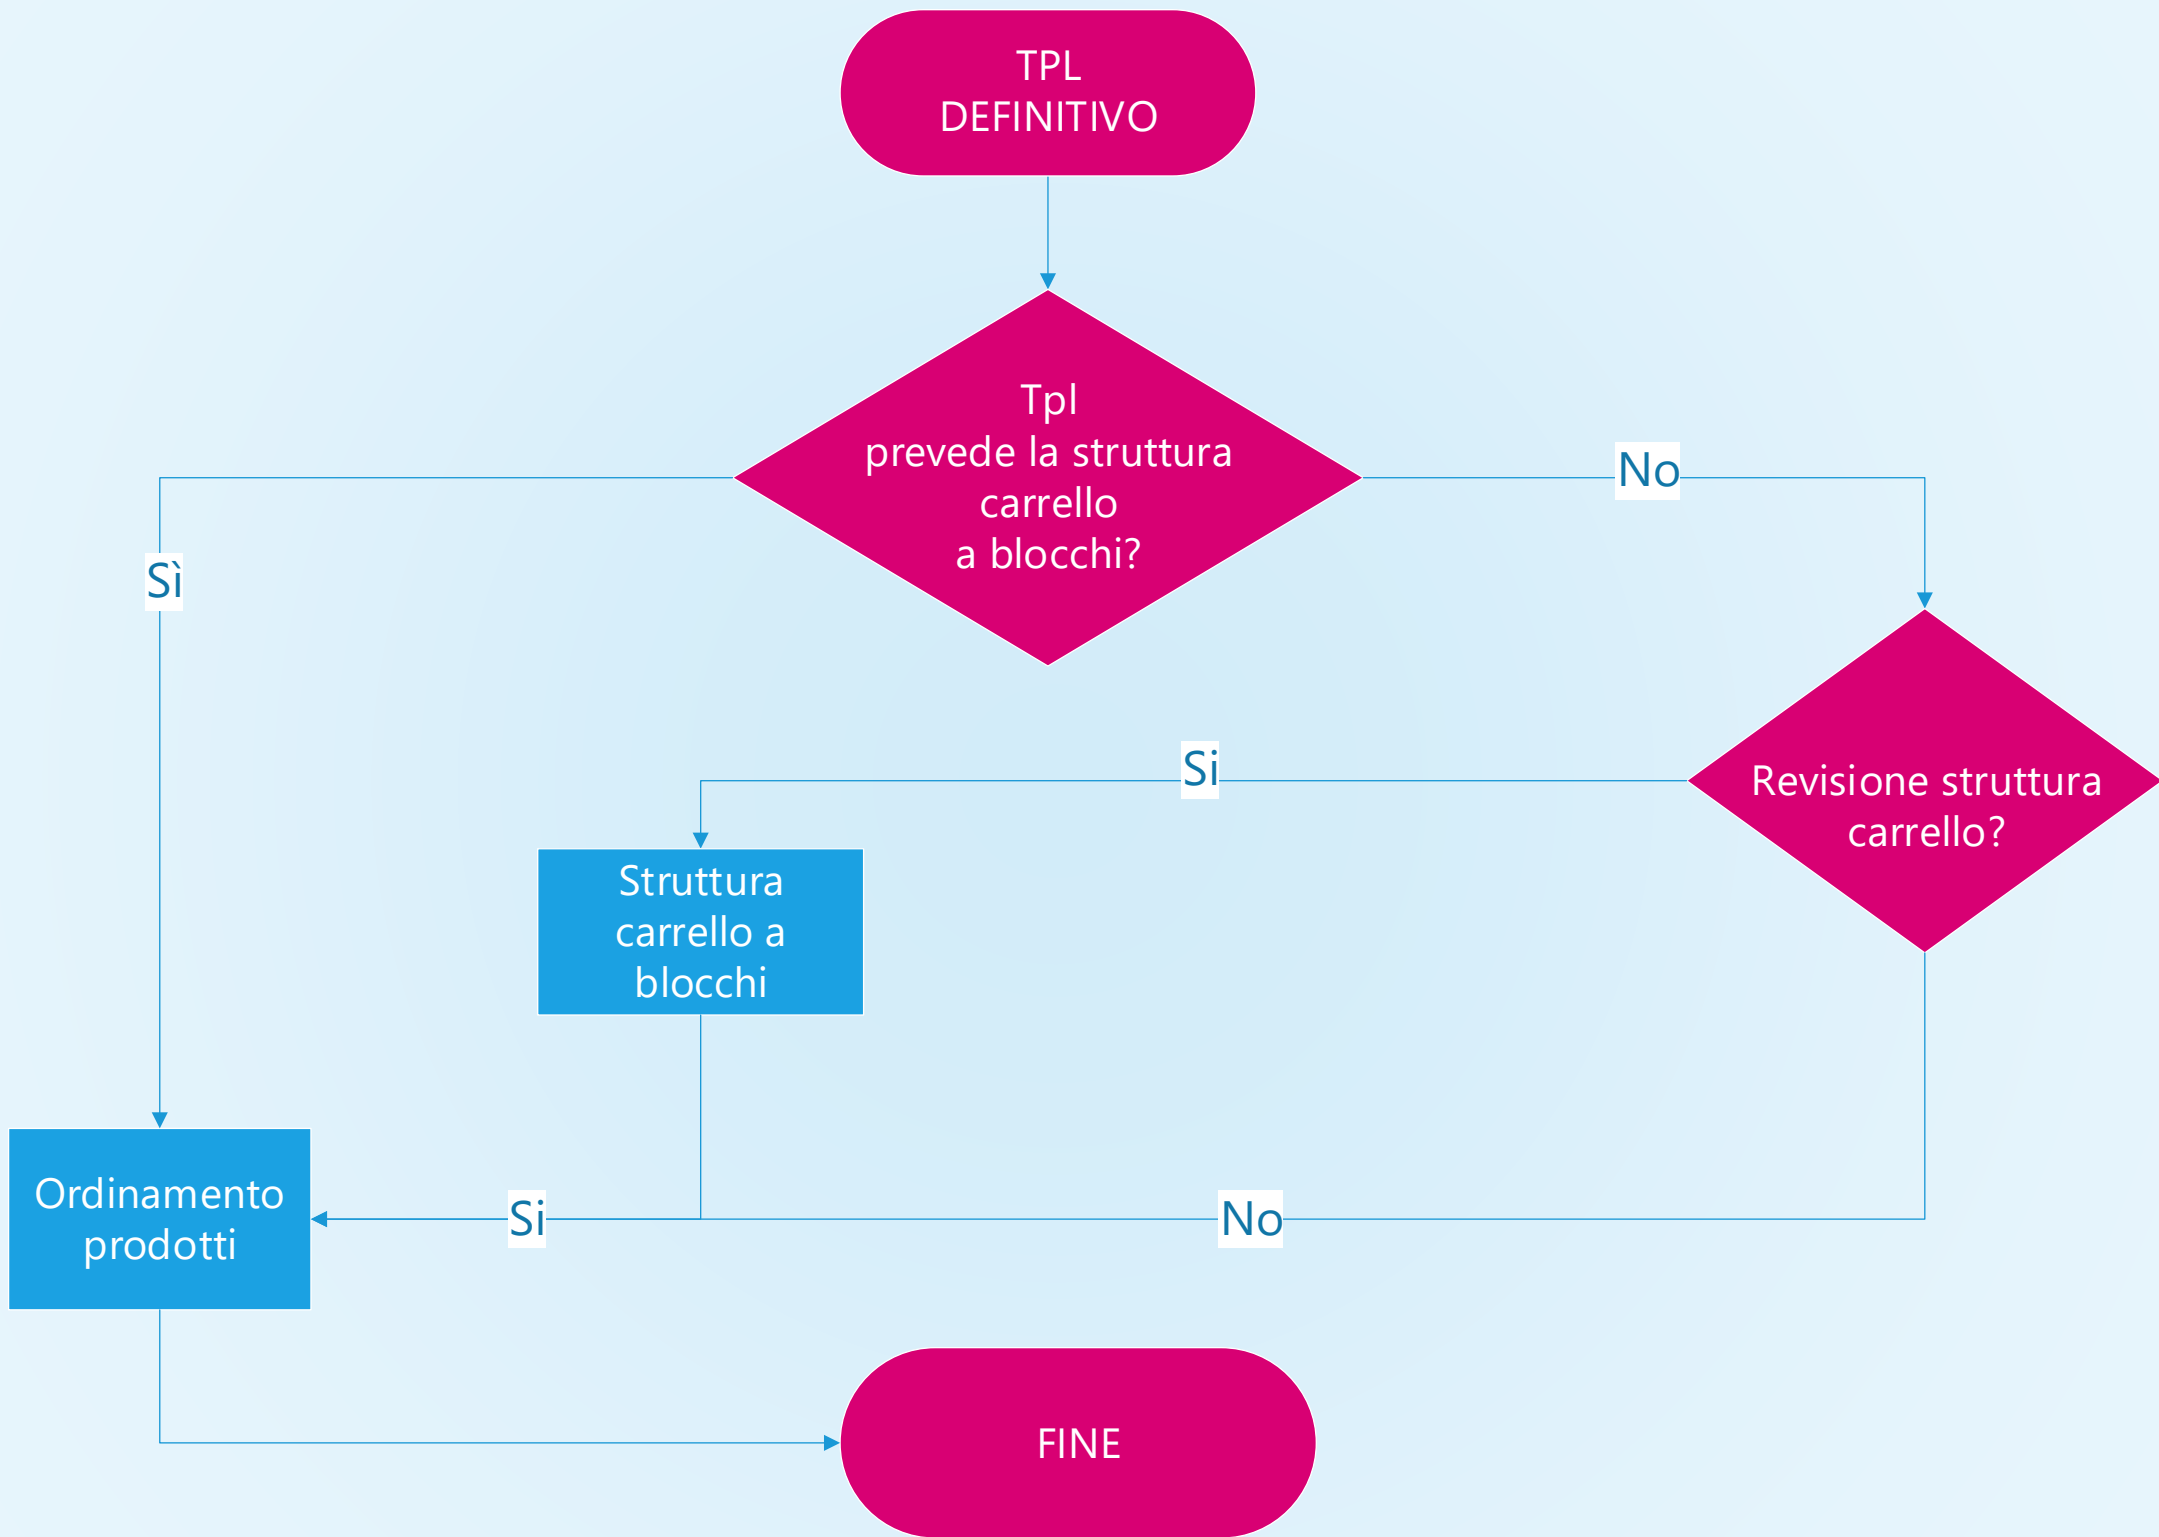 TPL
DEFINITIVO
Tpl
prevede la struttura
carrello
a blocchi?
No
Sì
Si
Revisione struttura
carrello?
Struttura
carrello a
blocchi
Ordinamento
prodotti
Si
No
FINE